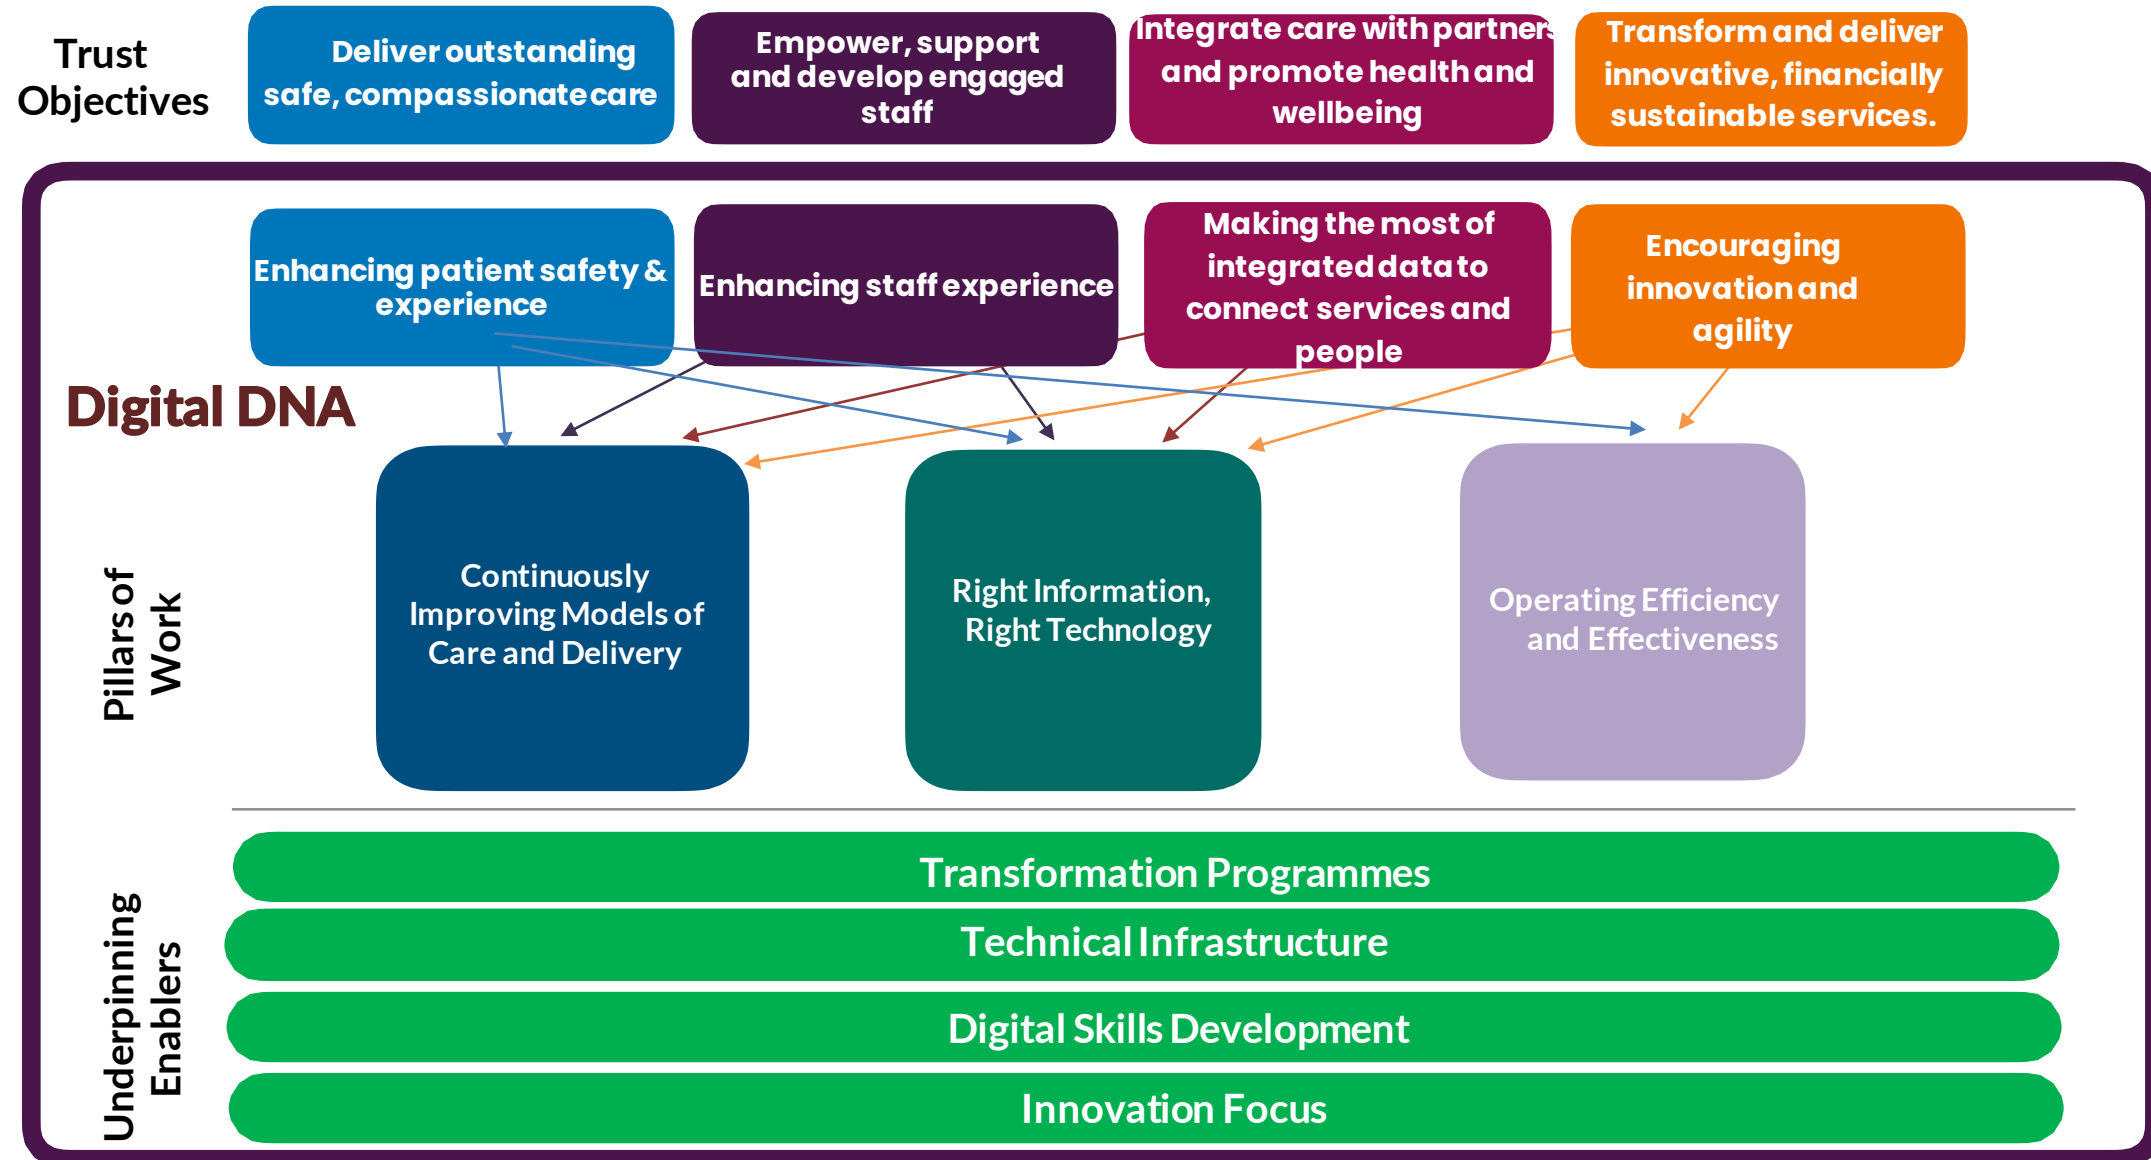 Trust
Objectives
Deliver outstanding
safe, compassionate care
Empower, support
and develop engaged
staff
Integrate care with partners
and promote health and
wellbeing
Transform and deliver
innovative, financially
sustainable services.
Enhancing patient safety &
experience
Enhancing staff experience
Making the most of
integrated data to
connect services and
people
Encouraging
innovation and
agility
Digital DNA
Pillars of
Work
Continuously
Improving Models of
Care and Delivery
Right Information,
Right Technology
Operating Efficiency
and Effectiveness
Underpinning
Enablers
Transformation Programmes
Technical Infrastructure
Digital Skills Development
Innovation Focus